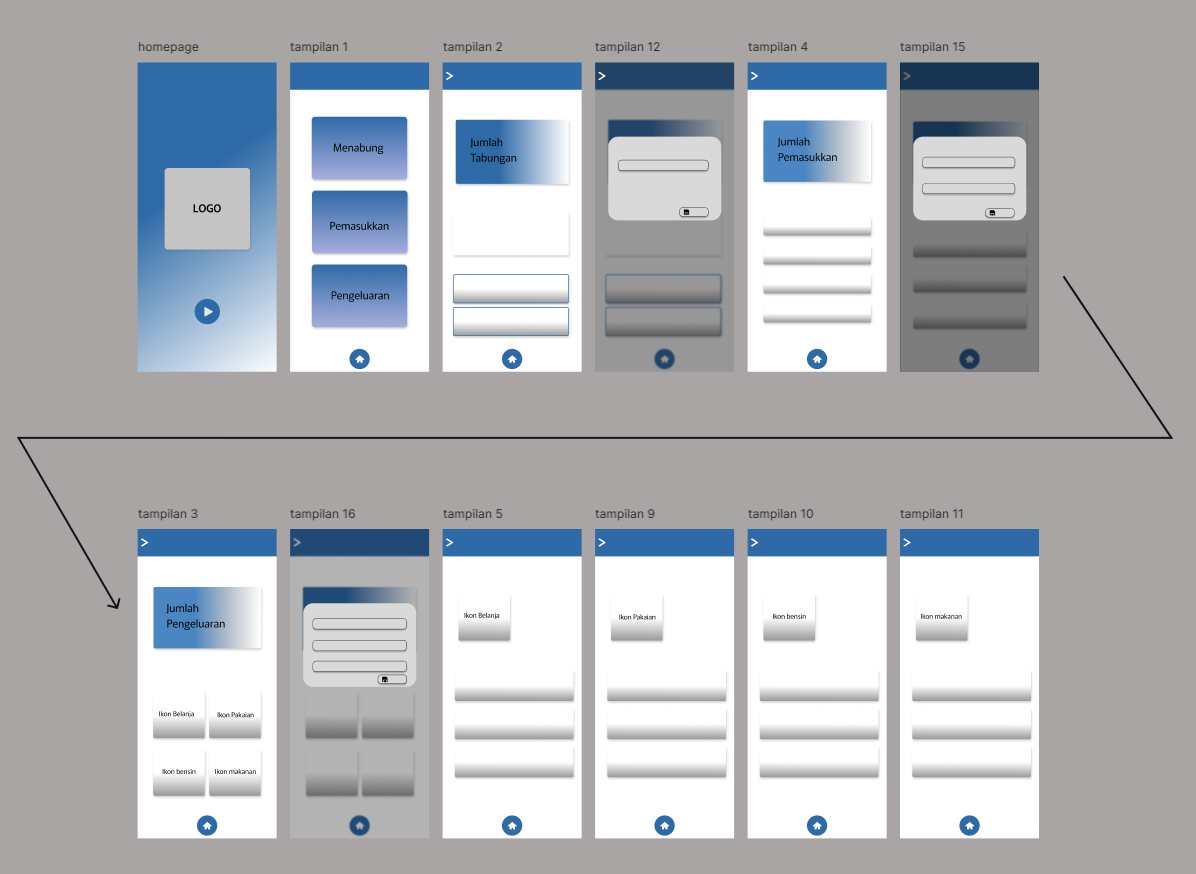 homepage
tampilan 1
tampilan 2
tampilan 12
tampilan 4
tampilan 15
LOGO
Menabung
Pemasukkan
Pengeluaran
>
Jumlah
Tabungan
>
>
Jumlah
Pemasukkan
>
tampilan 3
tampilan 16
tampilan 5
tampilan 9
tampilan 10
tampilan 11
>
Jumlah
Pengeluaran
Ikon Belanja
Ikon Pakaian
Ikon bensin
Ikon makanan
>
>
Ikon Belanja
>
Ikon Pakaian
>
Ikon bensin
>
Ikon makanan